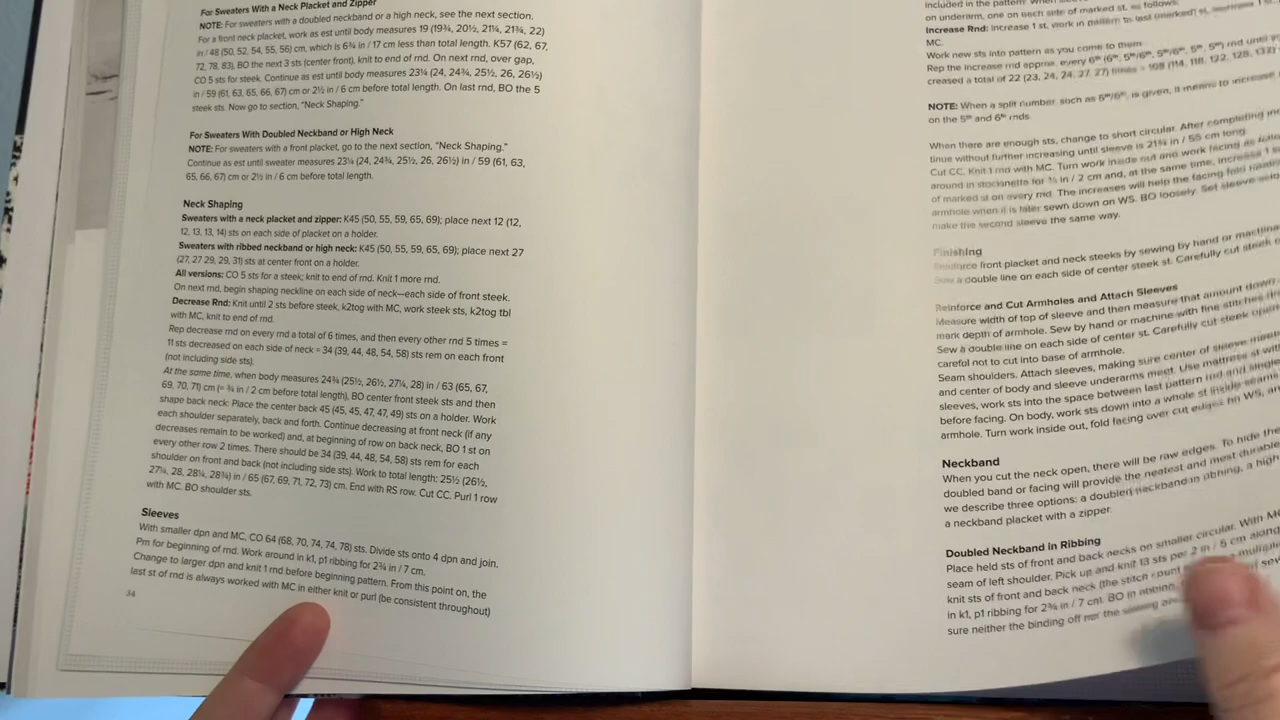 For Sweaters With a Neck Placket and Zipper
NOTE: For sweaters with a doubled neckband or a high neck, see the next section.
For a front neck placket, work as est until body measures 19 (19¾, 20½, 21¼, 21¾, 22)
in / 48 (50, 52, 54, 55, 56) cm, which is 6¾ in / 17 cm less than total length. K57 (62, 67,
72, 78, 83), BO the next 3 sts (center front), knit to end of rnd. On next rnd, over gap,
CO 5 sts for steek. Continue as est until body measures 23¼ (24, 24¾, 25½, 26, 26½)
in / 59 (61, 63, 65, 66, 67) cm or 2½ in / 6 cm before total length. On last rnd, BO the 5
steek sts. Now go to section, "Neck Shaping."
For Sweaters With Doubled Neckband or High Neck
NOTE: For sweaters with a front placket, go to the next section, "Neck Shaping."
Continue as est until sweater measures 23¼ (24, 24¾, 25½, 26, 26½) in / 59 (61, 63,
65, 66, 67) cm or 2½ in / 6 cm before total length.
Neck Shaping
Sweaters with a neck placket and zipper: K45 (50, 55, 59, 65, 69); place next 12 (12,
12, 13, 13, 14) sts on each side of placket on a holder.
Sweaters with ribbed neckband or high neck: K45 (50, 55, 59, 65, 69); place next 27
(27, 27 29, 29, 31) sts at center front on a holder.
All versions: CO 5 sts for a steek; knit to end of rnd. Knit 1 more rnd.
On next rnd, begin shaping neckline on each side of neck—each side of front steek.
Decrease Rnd: Knit until 2 sts before steek, k2tog with MC, work steek sts, k2tog tbl
with MC, knit to end of rnd.
Rep decrease rnd on every rnd a total of 6 times, and then every other rnd 5 times =
11 sts decreased on each side of neck = 34 (39, 44, 48, 54, 58) sts rem on each front
(not including side sts).
At the same time, when body measures 24¾ (25½, 26½, 27¼, 28) in / 63 (65, 67,
69, 70, 71) cm (= ¾ in / 2 cm before total length), BO center front steek sts and then
shape back neck: Place the center back 45 (45, 45, 47, 47, 49) sts on a holder. Work
each shoulder separately, back and forth. Continue decreasing at front neck (if any
decreases remain to be worked) and, at beginning of row on back neck, BO 1 st on
every other row 2 times. There should be 34 (39, 44, 48, 54, 58) sts rem for each
shoulder on front and back (not including side sts). Work to total length: 25½ (26½,
27¼, 28, 28¼, 28¾) in / 65 (67, 69, 71, 72, 73) cm. End with RS row. Cut CC. Purl 1 row
with MC. BO shoulder sts.
Sleeves
With smaller dpn and MC, CO 64 (68, 70, 74, 74, 78) sts. Divide sts onto 4 dpn and join.
Pm for beginning of rnd. Work around in k1, p1 ribbing for 2¾ in / 7 cm.
Change to larger dpn and knit 1 rnd before beginning pattern. From this point on, the
last st of rnd is always worked with MC in either knit or purl (be consistent throughout)
34
included in the pattern.
on underarm, one on each side of marked st, as follows:
Increase Rnd: Increase 1 st, work in pattern to last (marked) st, increase 1 st
MC.
Work new sts into pattern as you come to them.
Rep the increase rnd approx. every 6th (6th, 5th/6th, 5th/6th, 5th, 5th) rnd until
creased a total of 22 (23, 24, 24, 27, 27) times = 108 (114, 118, 122, 128, 132)
NOTE: When a split number, such as 5th/6th, is given, it means to increase
on the 5th and 6th rnds.
When there are enough sts, change to short circular. After completing
tinue without further increasing until sleeve is 21¾ in / 55 cm long.
Cut CC. Knit 1 rnd with MC. Turn work inside out and work facing as
around in stockinette for ¾ in / 2 cm and, at the same time, increase 1
of marked st on every rnd. The increases will help the facing fold
armhole when it is later sewn down on WS. BO loosely. Set sleeve
make the second sleeve the same way.
Finishing
Reinforce front placket and neck steeks by sewing by hand or machine
Sew a double line on each side of center steek st. Carefully cut steek
Reinforce and Cut Armholes and Attach Sleeves
Measure width of top of sleeve and then measure that amount down
mark depth of armhole. Sew by hand or machine with fine stitches
Sew a double line on each side of center st. Carefully cut steek open,
careful not to cut into base of armhole.
Seam shoulders. Attach sleeves, making sure center of sleeve
and center of body and sleeve underarms meet. Use mattress st
sleeves, work sts into the space between last pattern rnd and
before facing. On body, work sts down into a whole st inside
armhole. Turn work inside out, fold facing over cut edges on WS,
Neckband
When you cut the neck open, there will be raw edges. To hide the
doubled band or facing will provide the neatest and most durable
we describe three options: a doubled neckband in ribbing, a high
a neckband placket with a zipper.
Doubled Neckband in Ribbing
Place held sts of front and back necks on smaller circular. With MC
seam of left shoulder. Pick up and knit 13 sts per 2 in / 5 cm along
knit sts of front and back neck (the stitch count
in k1, p1 ribbing for 2¾ in / 7 cm. BO in ribbing.
sure neither the binding off nor the sewing are